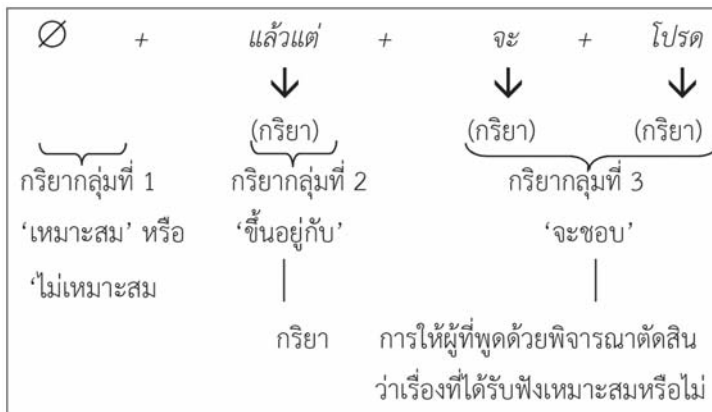 ∅ + แล้วแต่ + จะ + โปรด
(กริยา) (กริยา) (กริยา)
กริยากลุ่มที่ 1 กริยากลุ่มที่ 2 กริยากลุ่มที่ 3
‘เหมาะสม’ หรือ ‘ขึ้นอยู่กับ’ ‘จะชอบ’
‘ไม่เหมาะสม
กริยา การให้ผู้ที่พูดด้วยพิจารณาตัดสิน
ว่าเรื่องที่ได้รับฟังเหมาะสมหรือไม่